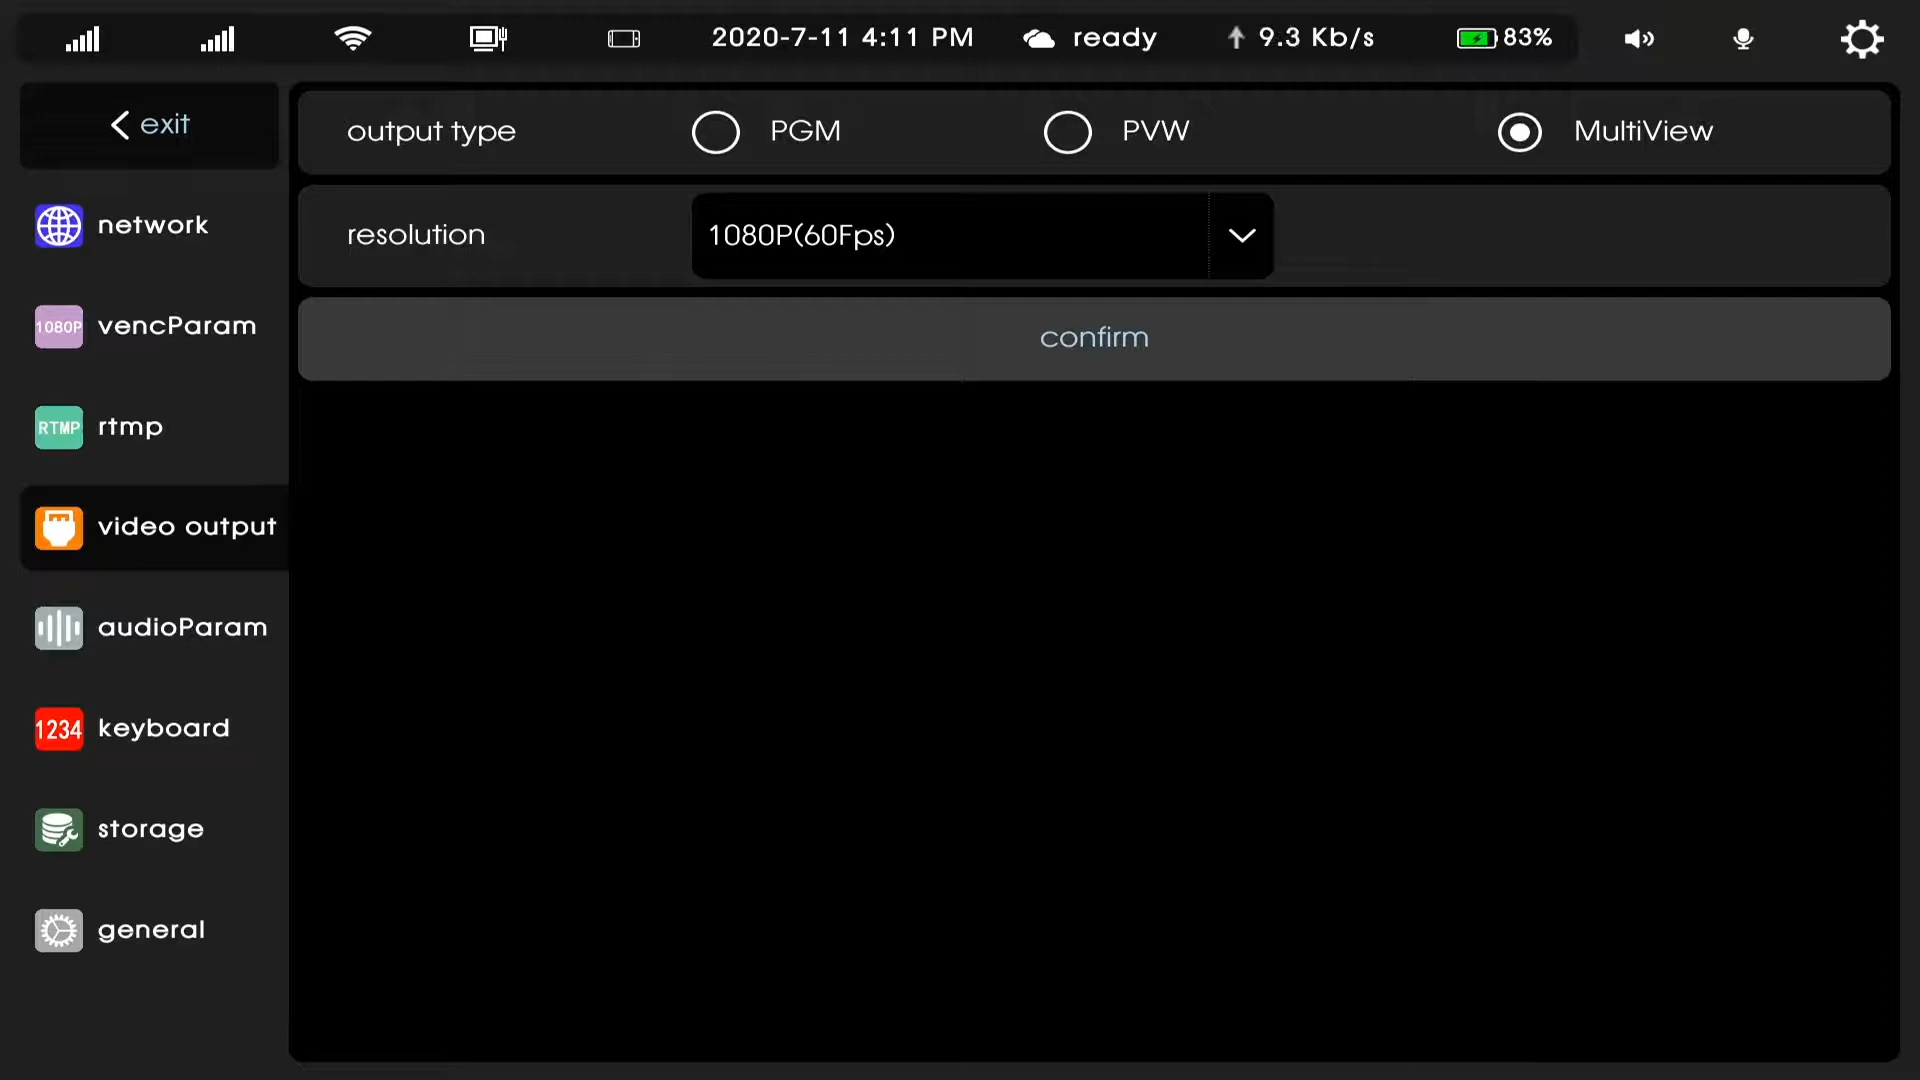 2020-7-11 4:11 PM ready 9.3 Kb/s 83%
exit
output type PGM PVW MultiView
network
resolution 1080P(60Fps)
1080P vencParam
confirm
RTMP rtmp
video output
audioParam
1234 keyboard
storage
general